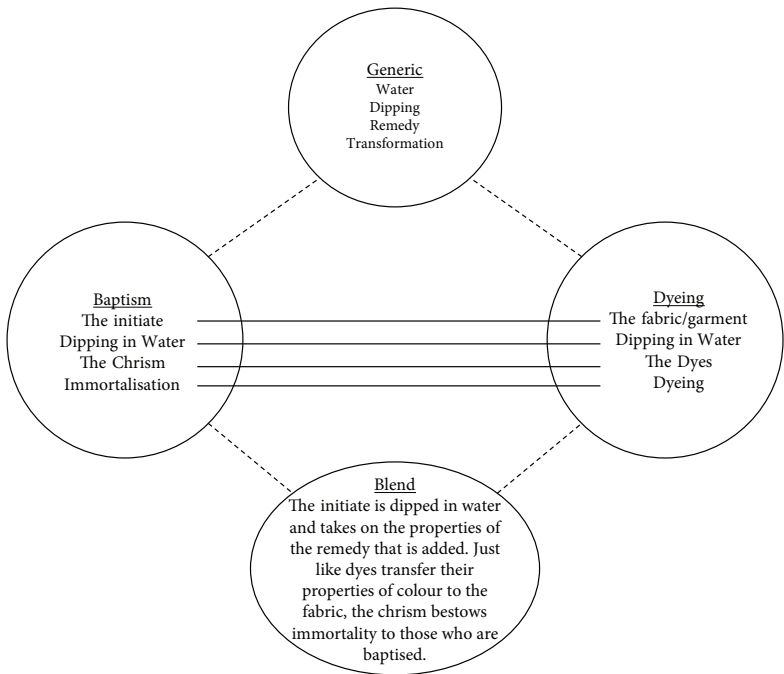 Generic
Water
Dipping
Remedy
Transformation
Baptism
The initiate
Dipping in Water
The Chrism
Immortalisation
Dyeing
The fabric/garment
Dipping in Water
The Dyes
Dyeing
Blend
The initiate is dipped in water
and takes on the properties of
the remedy that is added. Just
like dyes transfer their
properties of colour to the
fabric, the chrism bestows
immortality to those who are
baptised.